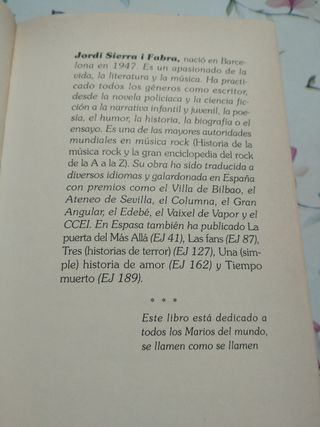 Jordi Sierra i Fabra, nació en Barce-
lona en 1947. Es un apasionado de la
vida, la literatura y la música. Ha prac-
ticado todos los géneros como escritor,
desde la novela policíaca y la ciencia fic-
ción a la narrativa infantil y juvenil, la poe-
sía, el humor, la historia, la biografía o el
ensayo. Es una de las mayores autoridades
mundiales en música rock (Historia de la
música rock y la gran enciclopedia del rock
de la A a la Z). Su obra ha sido traducida a
diversos idiomas y galardonada en España
con premios como el Villa de Bilbao, el
Ateneo de Sevilla, el Columna, el Gran
Angular, el Edebé, el Vaixel de Vapor y el
CCEI. En Espasa también ha publicado La
puerta del Más Allá (EJ 41), Las fans (EJ 87),
Tres (historias de terror) (EJ 127), Una (sim-
ple) historia de amor (EJ 162) y Tiempo
muerto (EJ 189).
* * *
Este libro está dedicado a
todos los Marios del mundo,
se llamen como se llamen